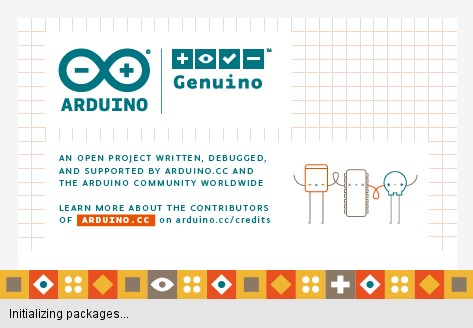 ARDUINO
Genuino
AN OPEN PROJECT WRITTEN, DEBUGGED,
AND SUPPORTED BY ARDUINO.CC AND
THE ARDUINO COMMUNITY WORLDWIDE
LEARN MORE ABOUT THE CONTRIBUTORS
OF ARDUINO.CC on arduino.cc/credits
Initializing packages...